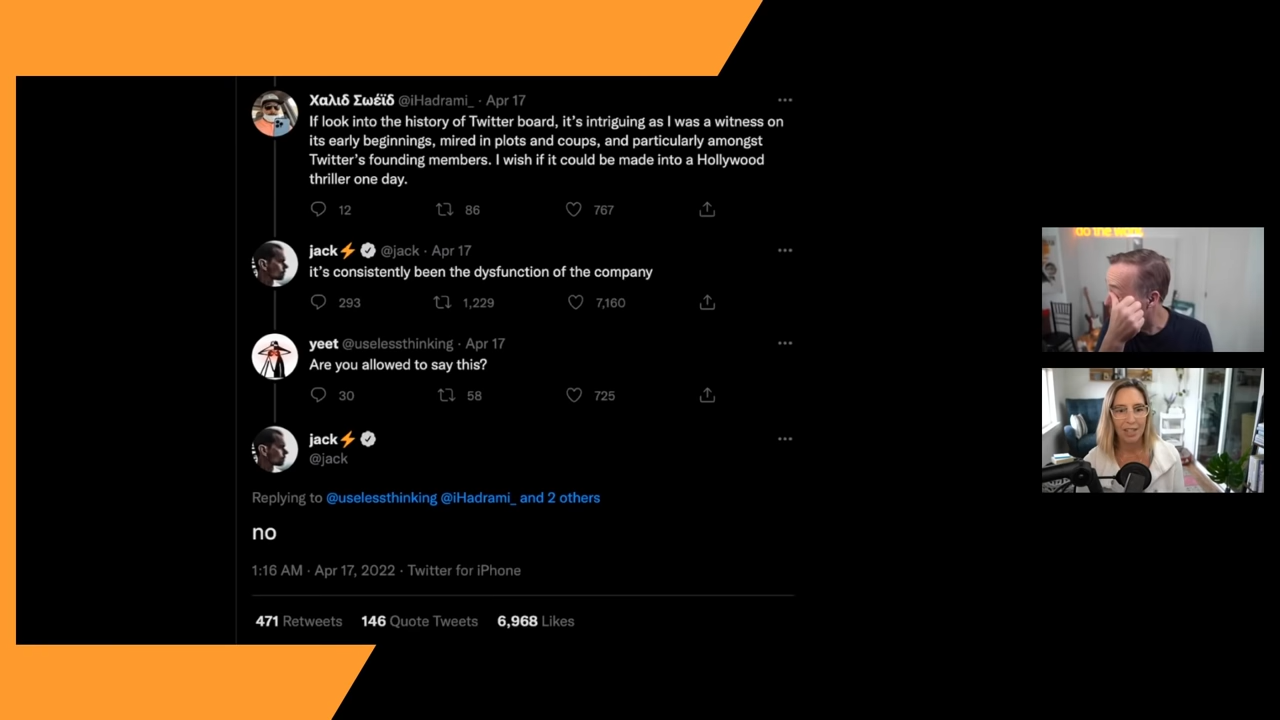 Χαλιδ Σωέϊδ @iHadrami_ · Apr 17
If look into the history of Twitter board, it's intriguing as I was a witness on
its early beginnings, mired in plots and coups, and particularly amongst
Twitter's founding members. I wish if it could be made into a Hollywood
thriller one day.
12 86 767
jack⚡ @jack · Apr 17
it's consistently been the dysfunction of the company
293 1,229 7,160
yeet @uselessthinking · Apr 17
Are you allowed to say this?
30 58 725
jack⚡
@jack
Replying to @uselessthinking @iHadrami_ and 2 others
no
1:16 AM · Apr 17, 2022 · Twitter for iPhone
471 Retweets 146 Quote Tweets 6,968 Likes
do the work